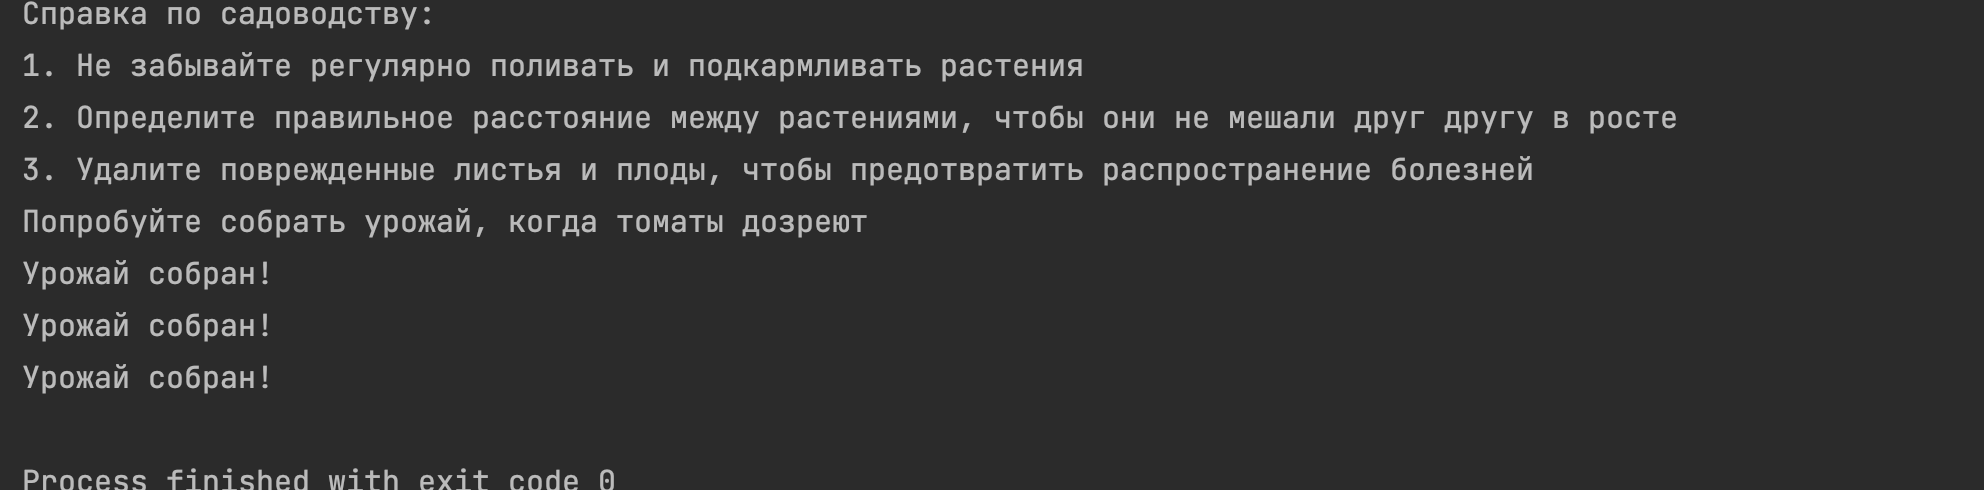 Справка по садоводству:
1. Не забывайте регулярно поливать и подкармливать растения
2. Определите правильное расстояние между растениями, чтобы они не мешали друг другу в росте
3. Удалите поврежденные листья и плоды, чтобы предотвратить распространение болезней
Попробуйте собрать урожай, когда томаты дозреют
Урожай собран!
Урожай собран!
Урожай собран!
Process finished with exit code 0